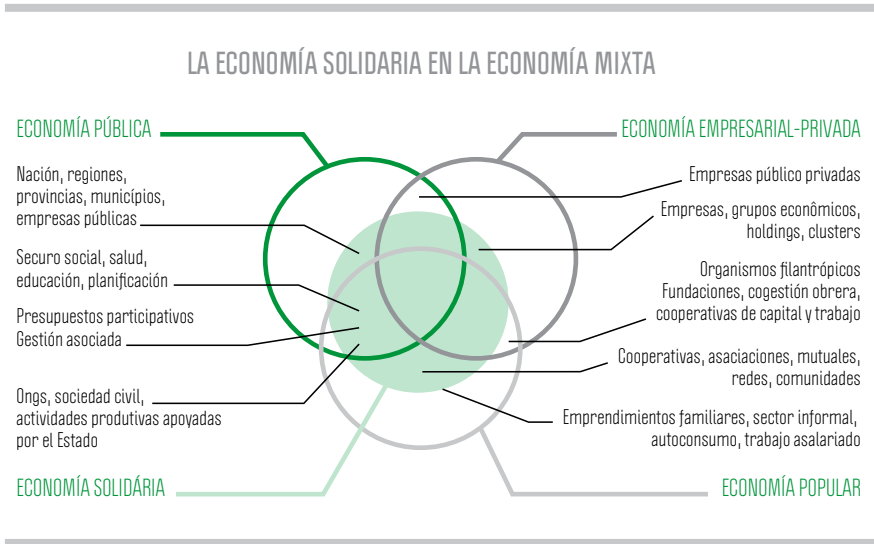 LA ECONOMÍA SOLIDARIA EN LA ECONOMÍA MIXTA
ECONOMÍA PÚBLICA
Nación, regiones,
provincias, municípios,
empresas públicas
Securo social, salud,
educación, planificación
Presupuestos participativos
Gestión asociada
Ongs, sociedad civil,
actividades produtivas apoyadas
por el Estado
ECONOMÍA SOLIDÁRIA
ECONOMÍA EMPRESARIAL-PRIVADA
Empresas público privadas
Empresas, grupos econômicos,
holdings, clusters
Organismos filantrópicos
Fundaciones, cogestión obrera,
cooperativas de capital y trabajo
Cooperativas, asaciaciones, mutuales,
redes, comunidades
Emprendimientos familiares, sector informal,
autoconsumo, trabajo asalariado
ECONOMÍA POPULAR